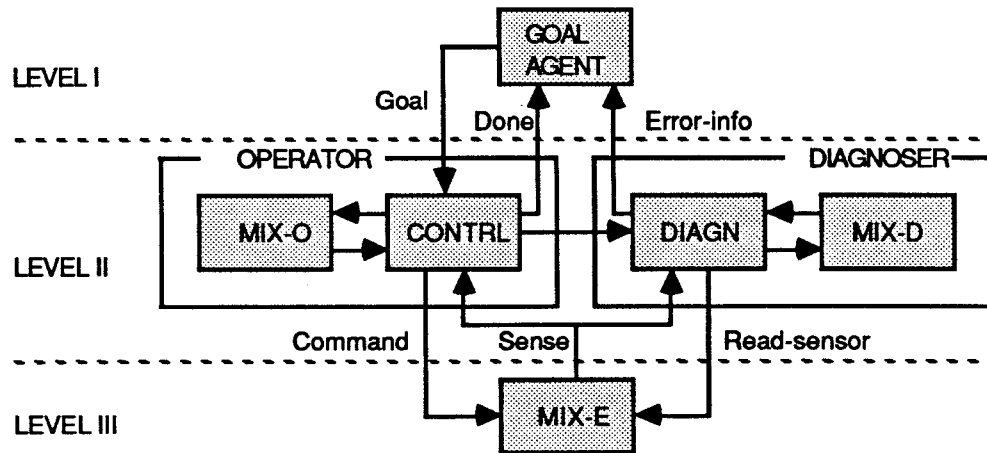 GOAL
AGENT
LEVEL I
Goal
Done
Error-info
OPERATOR
DIAGNOSER
MIX-O
CONTRL
DIAGN
MIX-D
LEVEL II
Command
Sense
Read-sensor
MIX-E
LEVEL III